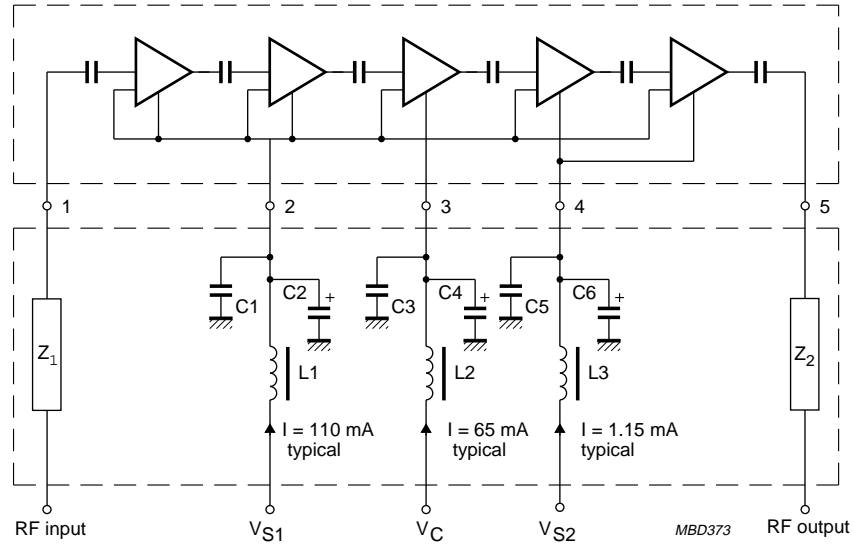 1
2
3
4
5
C1
C2
C3
C4
C5
C6
Z1
L1
L2
L3
Z2
I = 110 mA
typical
I = 65 mA
typical
I = 1.15 mA
typical
RF input
VS1
VC
VS2
MBD373
RF output
+
+
+